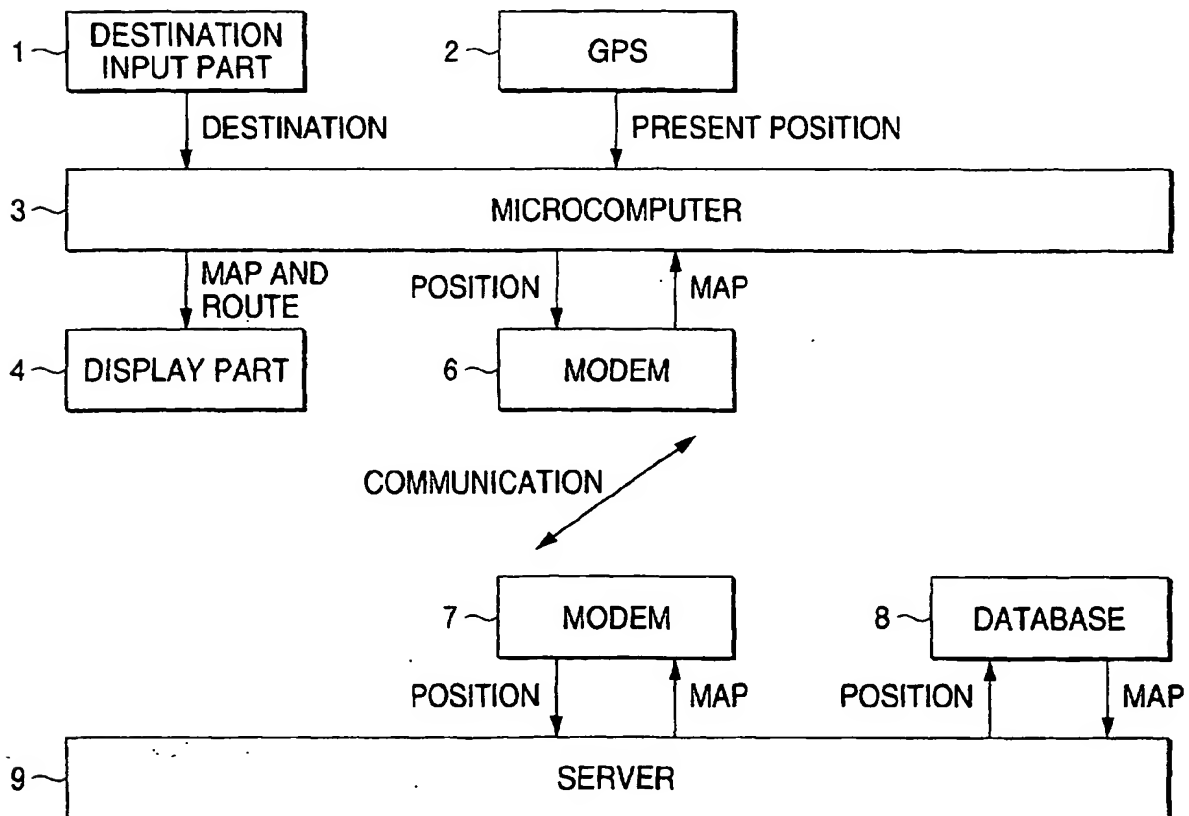 1
DESTINATION
INPUT PART
2
GPS
DESTINATION
PRESENT POSITION
3
MICROCOMPUTER
MAP AND
ROUTE
POSITION
MAP
4
DISPLAY PART
6
MODEM
COMMUNICATION
7
MODEM
8
DATABASE
POSITION
MAP
POSITION
MAP
9
SERVER